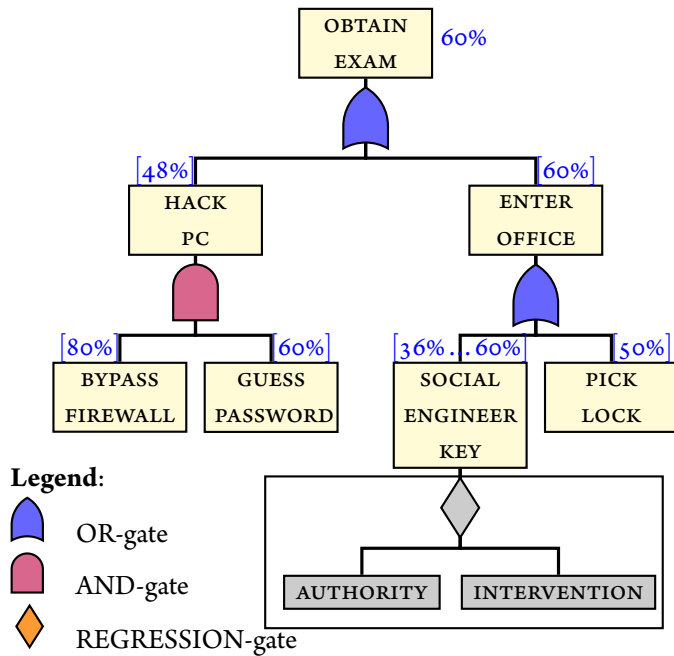 OBTAIN
EXAM
60%
[48%]
[60%]
HACK
PC
ENTER
OFFICE
[80%]
[60%]
[36% ... 60%]
[50%]
BYPASS
FIREWALL
GUESS
PASSWORD
SOCIAL
ENGINEER
KEY
PICK
LOCK
Legend:
OR-gate
AND-gate
REGRESSION-gate
AUTHORITY
INTERVENTION